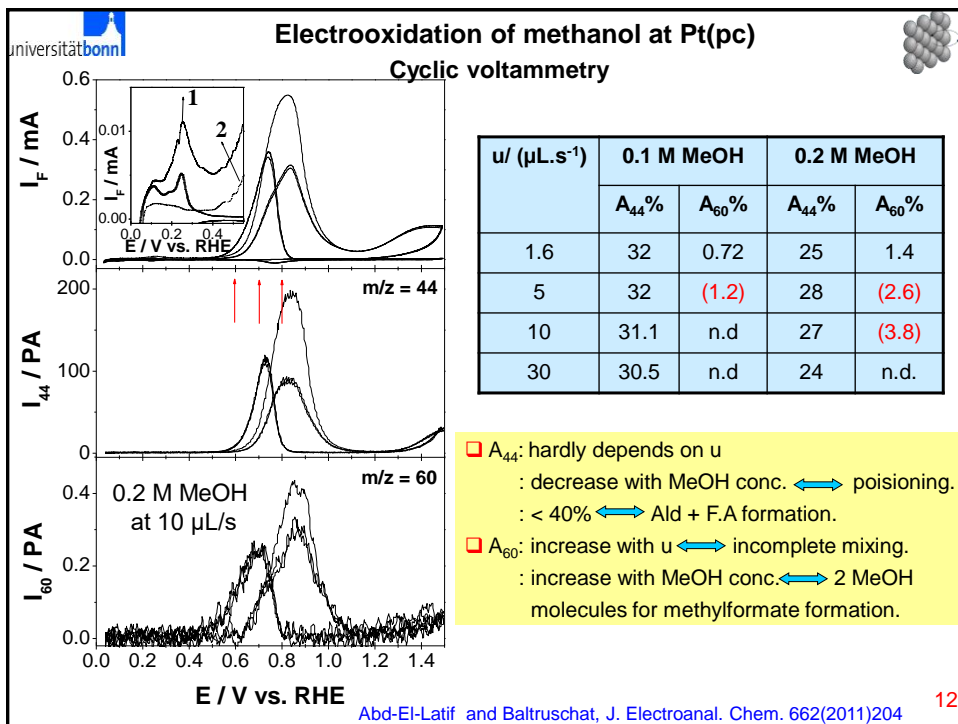 universitätbonn
Electrooxidation of methanol at Pt(pc)
Cyclic voltammetry
0.6
0.4
0.2
0.0
I_F / mA
1
2
0.01
0.00
I_F / mA
0.0 0.2 0.4
E / V vs. RHE
m/z = 44
200
100
0
I_44 / PA
m/z = 60
0.2 M MeOH
at 10 µL/s
0.4
0.2
0.0
I_60 / PA
0.0 0.2 0.4 0.6 0.8 1.0 1.2 1.4
E / V vs. RHE
u/ (µL.s⁻¹) 0.1 M MeOH 0.2 M MeOH
A₄₄% A₆₀% A₄₄% A₆₀%
1.6 32 0.72 25 1.4
5 32 (1.2) 28 (2.6)
10 31.1 n.d 27 (3.8)
30 30.5 n.d 24 n.d.
A₄₄: hardly depends on u
: decrease with MeOH conc. poisioning.
: < 40% Ald + F.A formation.
A₆₀: increase with u incomplete mixing.
: increase with MeOH conc. 2 MeOH
molecules for methylformate formation.
Abd-El-Latif and Baltruschat, J. Electroanal. Chem. 662(2011)204
12